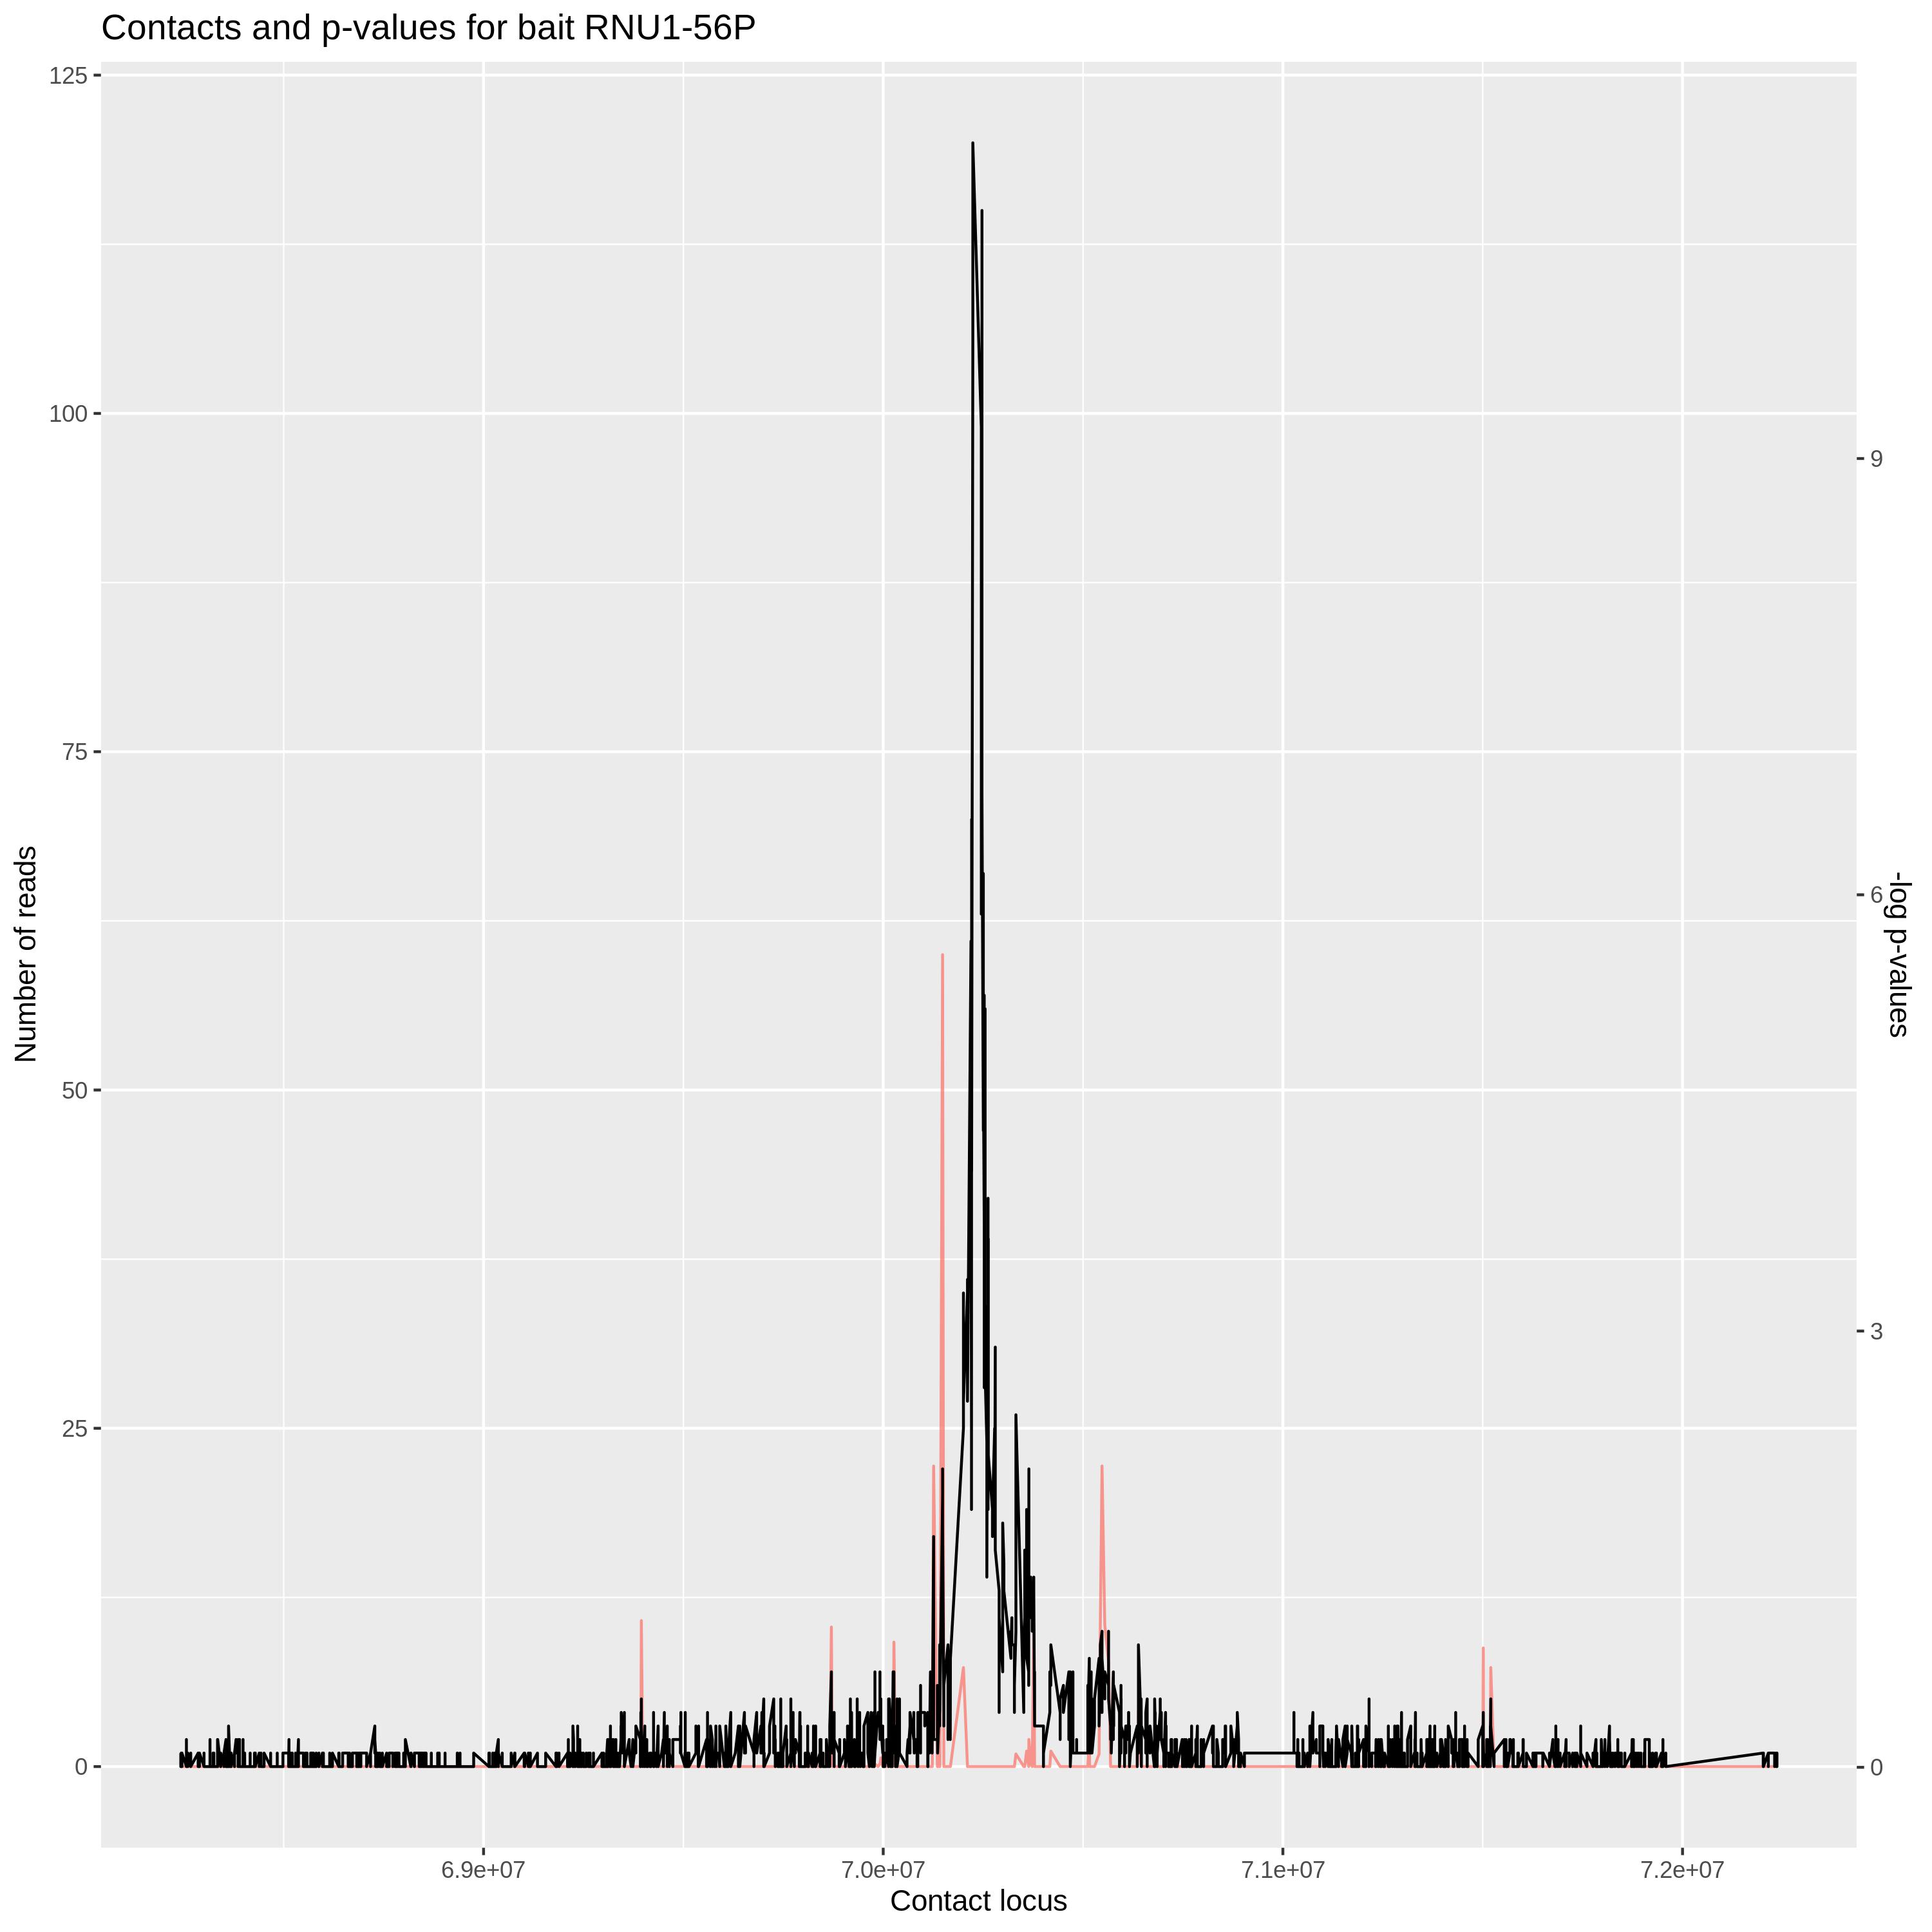 Contacts and p-values for bait RNU1-56P
125
100
75
50
25
0
Number of reads
9
6
3
0
-log p-values
6.9e+07
7.0e+07
7.1e+07
7.2e+07
Contact locus